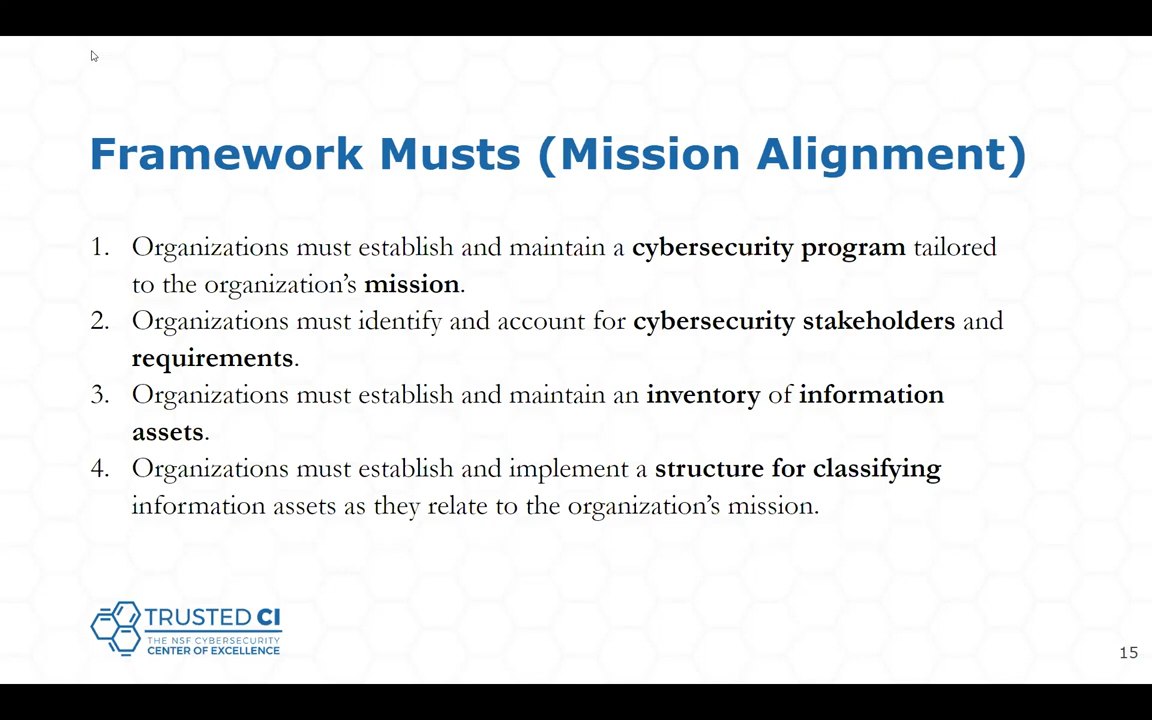 Framework Musts (Mission Alignment)
1. Organizations must establish and maintain a cybersecurity program tailored
to the organization’s mission.
2. Organizations must identify and account for cybersecurity stakeholders and
requirements.
3. Organizations must establish and maintain an inventory of information
assets.
4. Organizations must establish and implement a structure for classifying
information assets as they relate to the organization’s mission.
TRUSTED CI
THE NSF CYBERSECURITY
CENTER OF EXCELLENCE
15